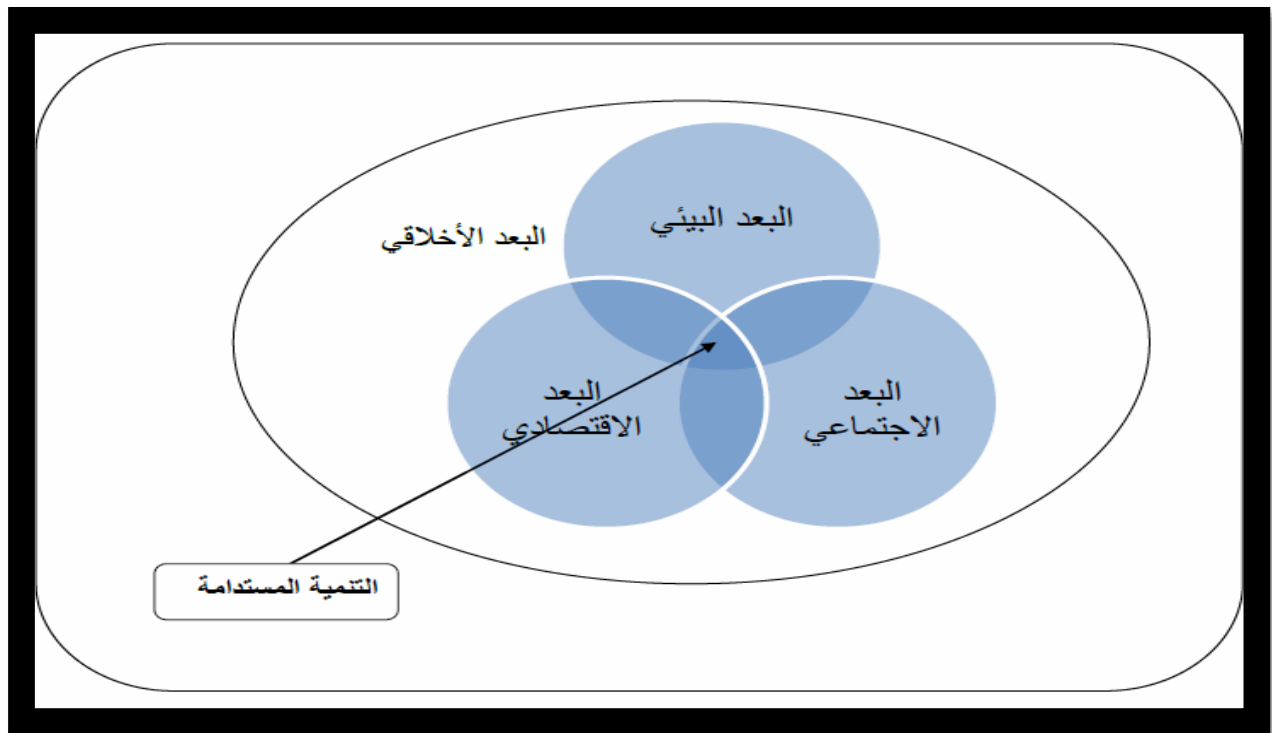 البعد البيئي
البعد الأخلاقي
البعد
الاجتماعي
البعد
الاقتصادي
التنمية المستدامة